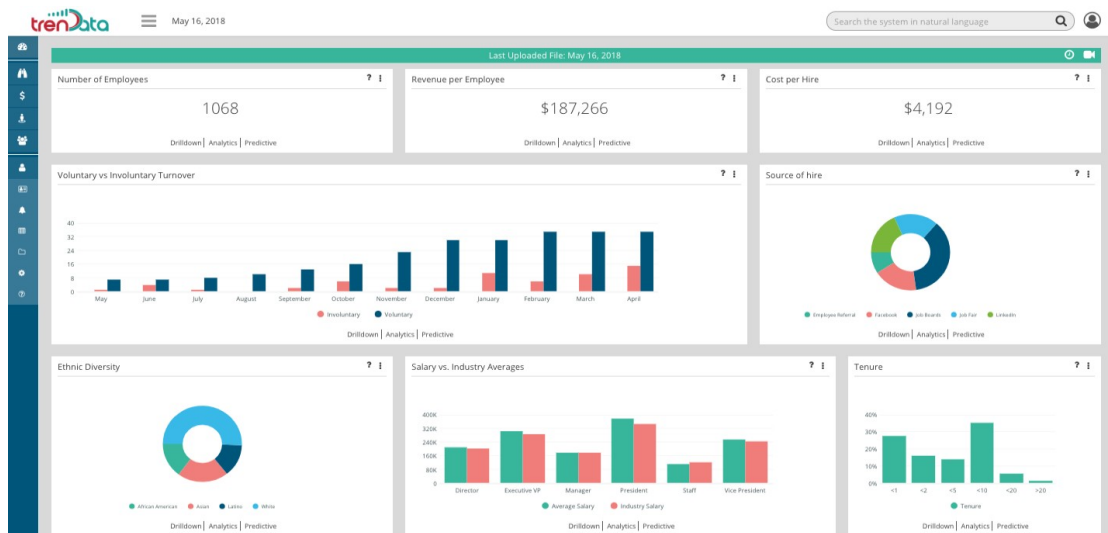 trenData
May 16, 2018
Search the system in natural language
Last Uploaded File: May 16, 2018
Number of Employees ?
1068
Drilldown | Analytics | Predictive
Revenue per Employee ?
$187,266
Drilldown | Analytics | Predictive
Cost per Hire ?
$4,192
Drilldown | Analytics | Predictive
Voluntary vs Involuntary Turnover ?
40
32
24
16
8
0
May June July August September October November December January February March April
Involuntary Voluntary
Drilldown | Analytics | Predictive
Source of hire ?
Employee Referral Facebook Job Boards Job Fair LinkedIn
Drilldown | Analytics | Predictive
Ethnic Diversity ?
African American Asian Latino White
Drilldown | Analytics | Predictive
Salary vs. Industry Averages ?
400K
320K
240K
160K
80K
0
Director Executive VP Manager President Staff Vice President
Average Salary Industry Salary
Drilldown | Analytics | Predictive
Tenure ?
40%
30%
20%
10%
0%
<1 <2 <5 <10 <20 >20
Tenure
Drilldown | Analytics | Predictive